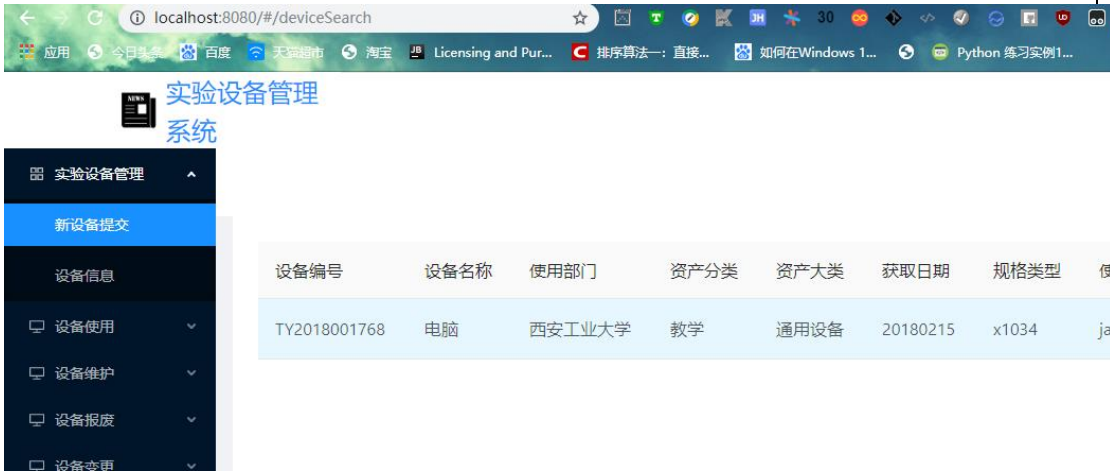 localhost:8080/#/deviceSearch
30
应用 今日头条 百度 天猫超市 淘宝 Licensing and Pur... 排序算法一：直接... 如何在Windows 1... Python 练习实例1...
NEWS
实验设备管理
系统
实验设备管理
新设备提交
设备信息
设备使用
设备维护
设备报废
设备变更
设备编号 设备名称 使用部门 资产分类 资产大类 获取日期 规格类型
TY2018001768 电脑 西安工业大学 教学 通用设备 20180215 x1034 ja